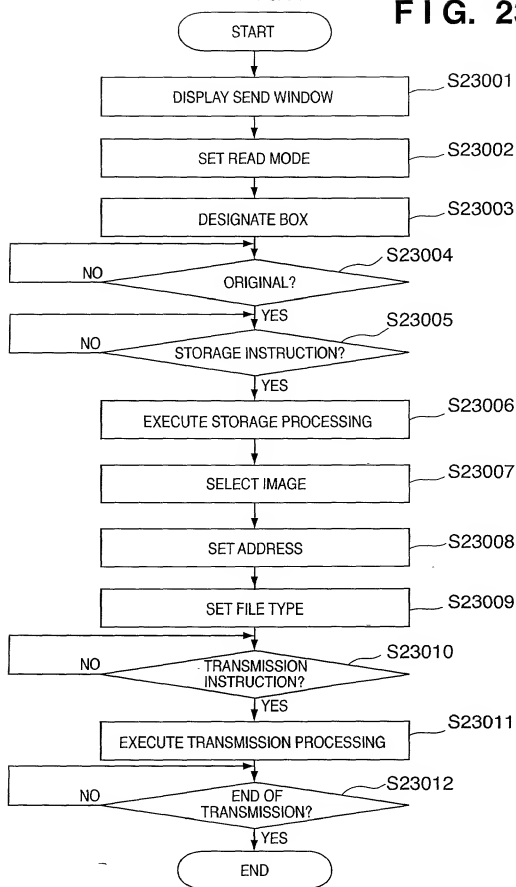 FIG. 23
START
DISPLAY SEND WINDOW
S23001
SET READ MODE
S23002
DESIGNATE BOX
S23003
S23004
NO
ORIGINAL?
YES
S23005
NO
STORAGE INSTRUCTION?
YES
EXECUTE STORAGE PROCESSING
S23006
SELECT IMAGE
S23007
SET ADDRESS
S23008
SET FILE TYPE
S23009
S23010
NO
TRANSMISSION
INSTRUCTION?
YES
EXECUTE TRANSMISSION PROCESSING
S23011
S23012
NO
END OF
TRANSMISSION?
YES
END